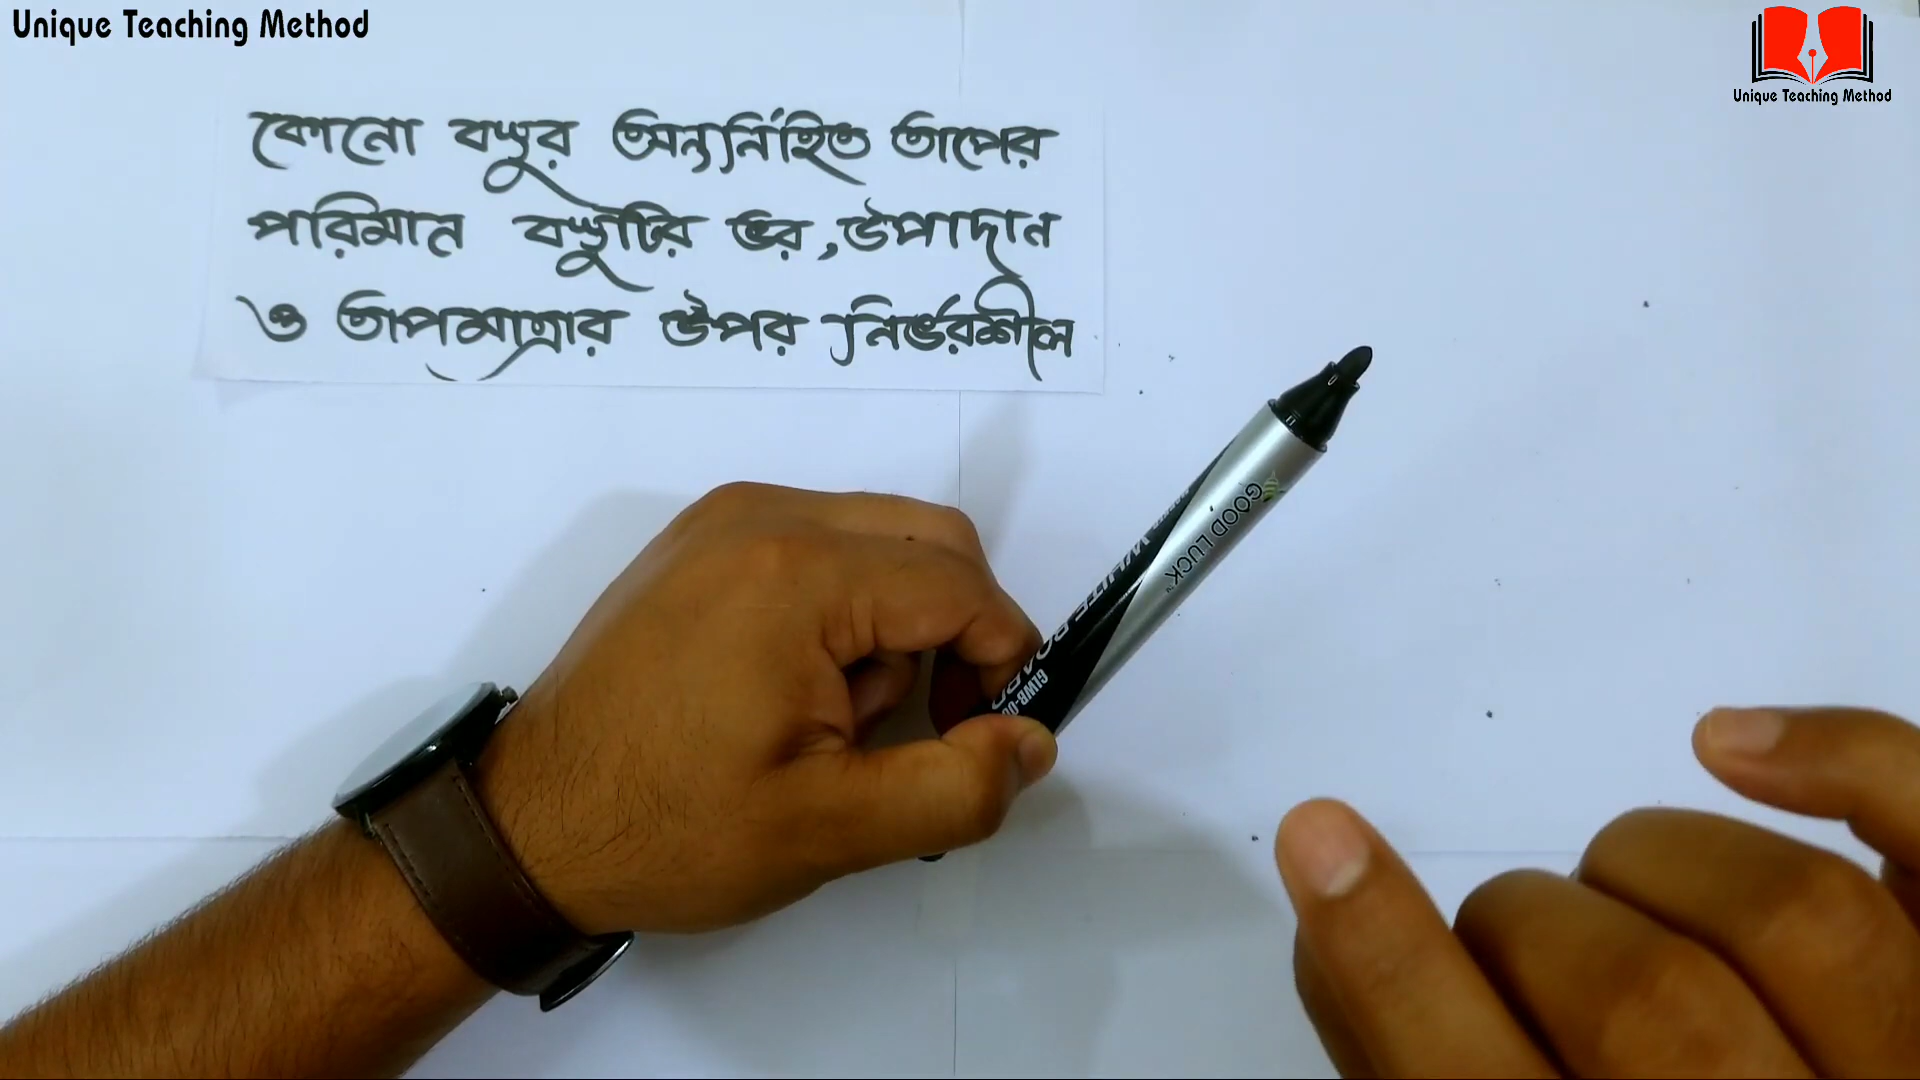 Unique Teaching Method
Unique Teaching Method
কোনো বস্তুর অন্তর্নিহিত তাপের
পরিমান বস্তুটির ভর, উপাদান
ও তাপমাত্রার উপর নির্ভরশীল
GOOD LUCK
WHITE BOARD